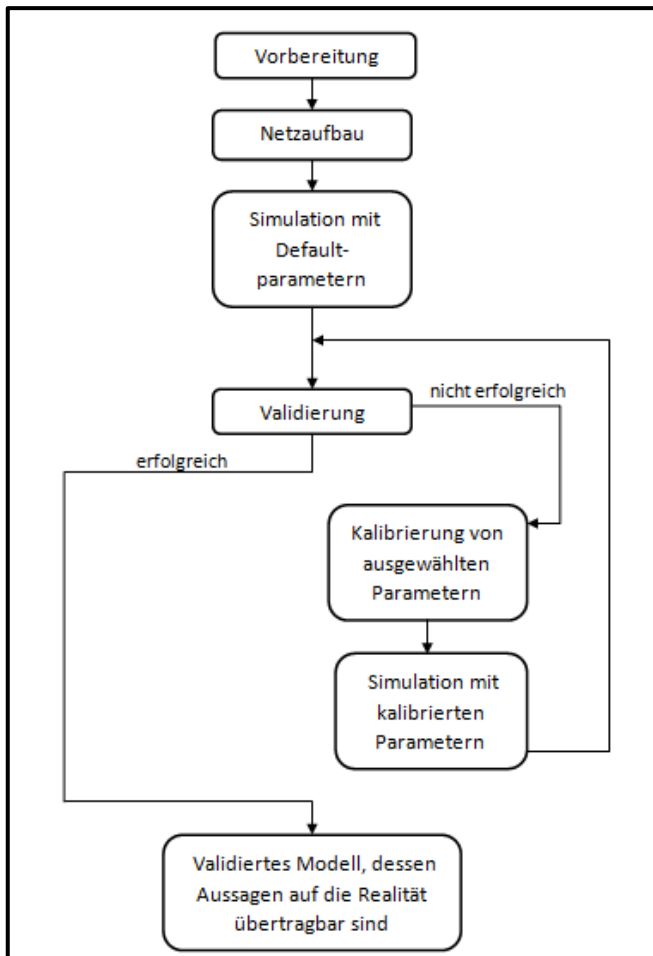 Vorbereitung
Netzaufbau
Simulation mit
Default-
parametern
nicht erfolgreich
Validierung
erfolgreich
Kalibrierung von
ausgewählten
Parametern
Simulation mit
kalibrierten
Parametern
Validiertes Modell, dessen
Aussagen auf die Realität
übertragbar sind